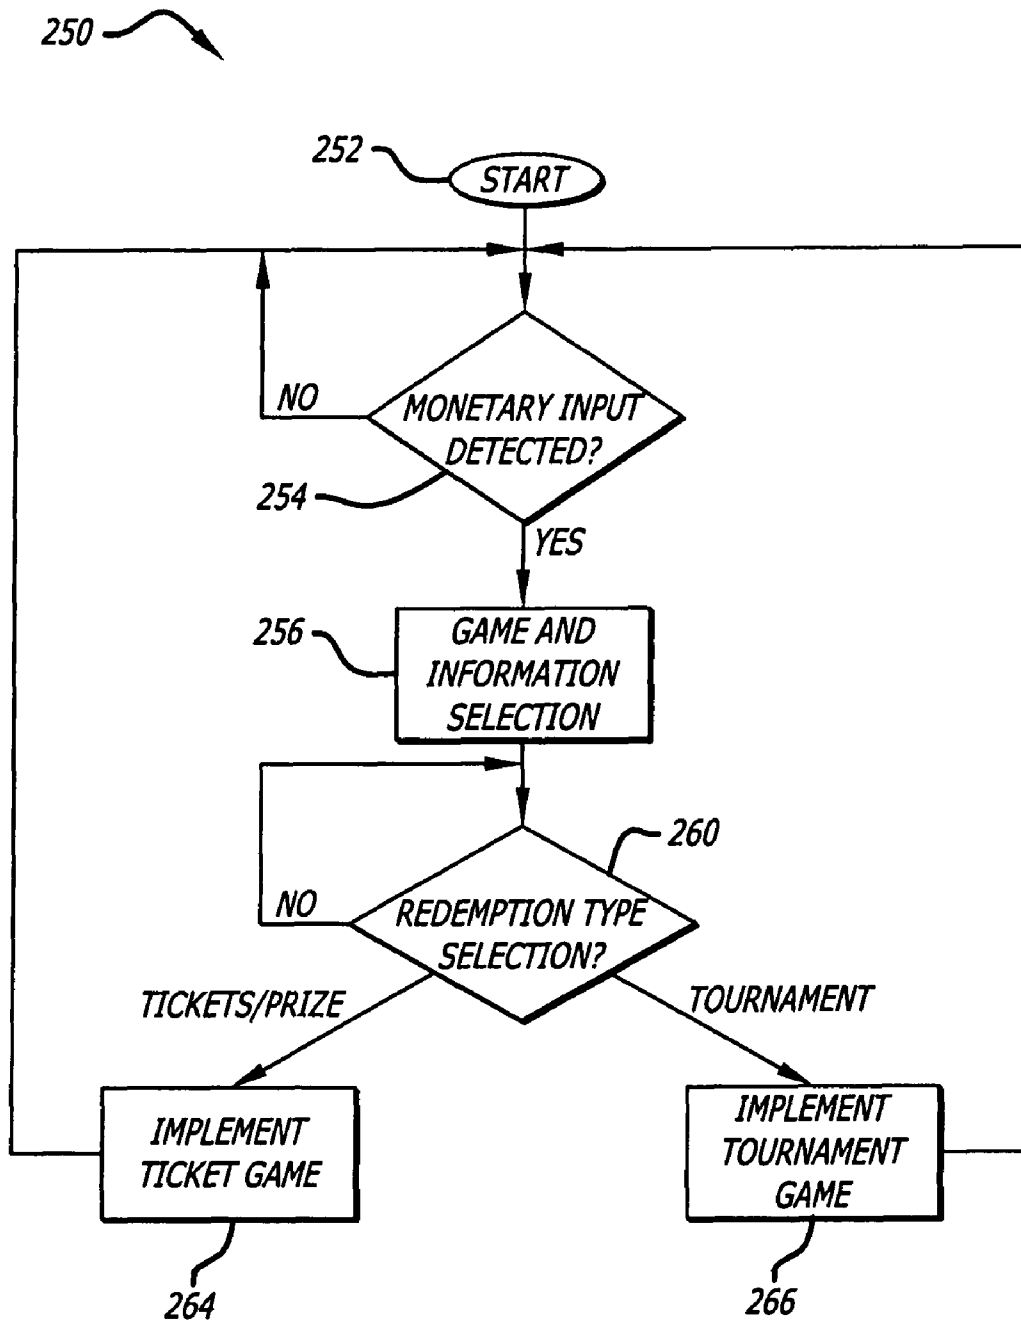 250
252
START
NO
MONETARY INPUT
DETECTED?
254
YES
256
GAME AND
INFORMATION
SELECTION
260
NO
REDEMPTION TYPE
SELECTION?
TICKETS/PRIZE
TOURNAMENT
IMPLEMENT
TICKET GAME
IMPLEMENT
TOURNAMENT
GAME
264
266